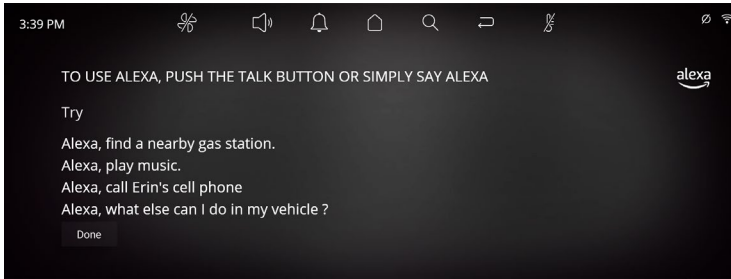 3:39 PM
TO USE ALEXA, PUSH THE TALK BUTTON OR SIMPLY SAY ALEXA
alexa
Try
Alexa, find a nearby gas station.
Alexa, play music.
Alexa, call Erin's cell phone
Alexa, what else can I do in my vehicle ?
Done